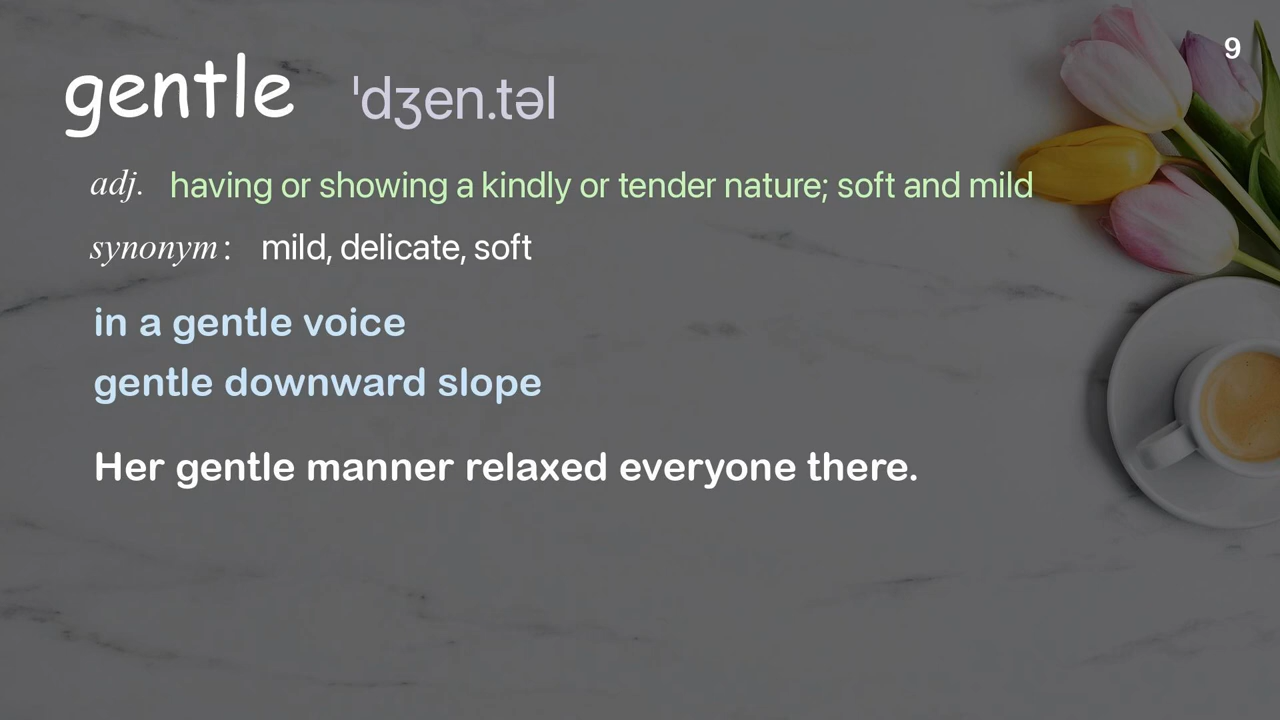 9
gentle ˈdʒen.təl
adj. having or showing a kindly or tender nature; soft and mild
synonym: mild, delicate, soft
in a gentle voice
gentle downward slope
Her gentle manner relaxed everyone there.